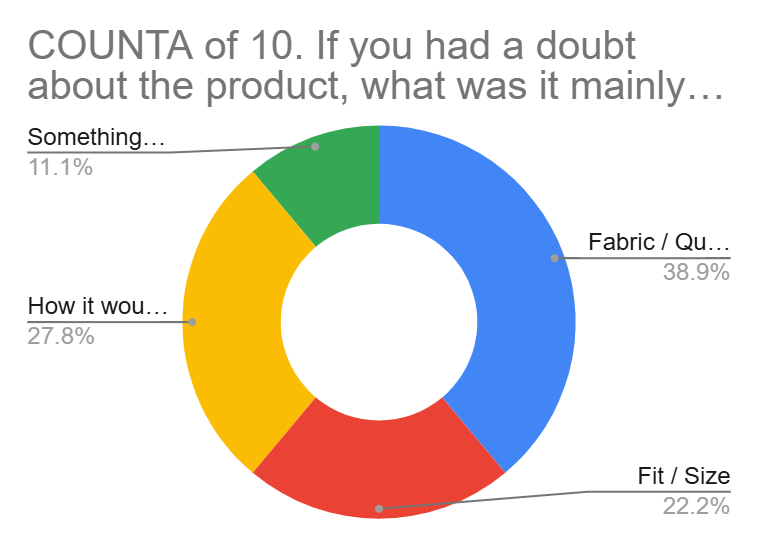 COUNTA of 10. If you had a doubt
about the product, what was it mainly…
Something…
11.1%
Fabric / Qu…
38.9%
How it wou…
27.8%
Fit / Size
22.2%